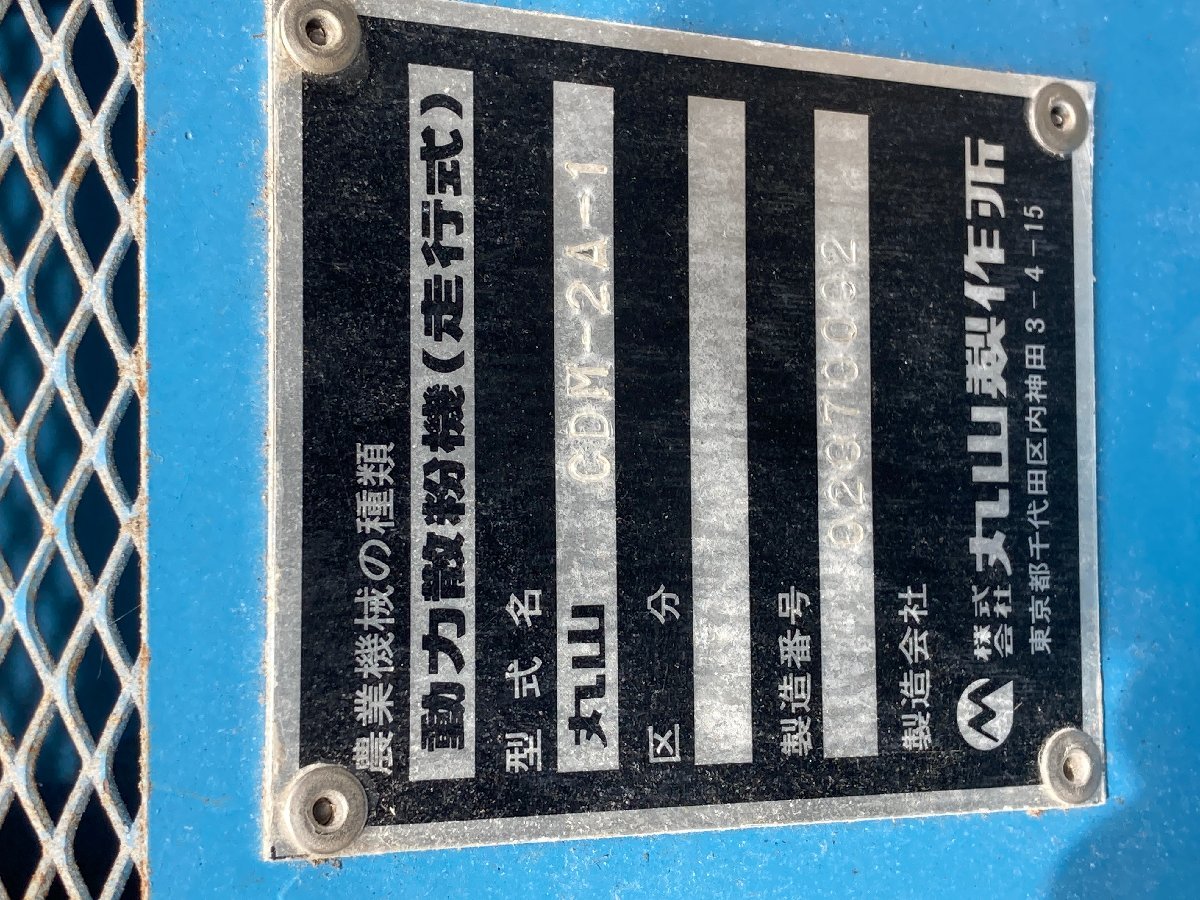 農業機械の種類
動力散粉機(走行式)
型式名
丸山 CDM-2A-1
区分
製造番号
製造会社
株式会社 丸山製作所
東京都千代田区内神田3-4-15